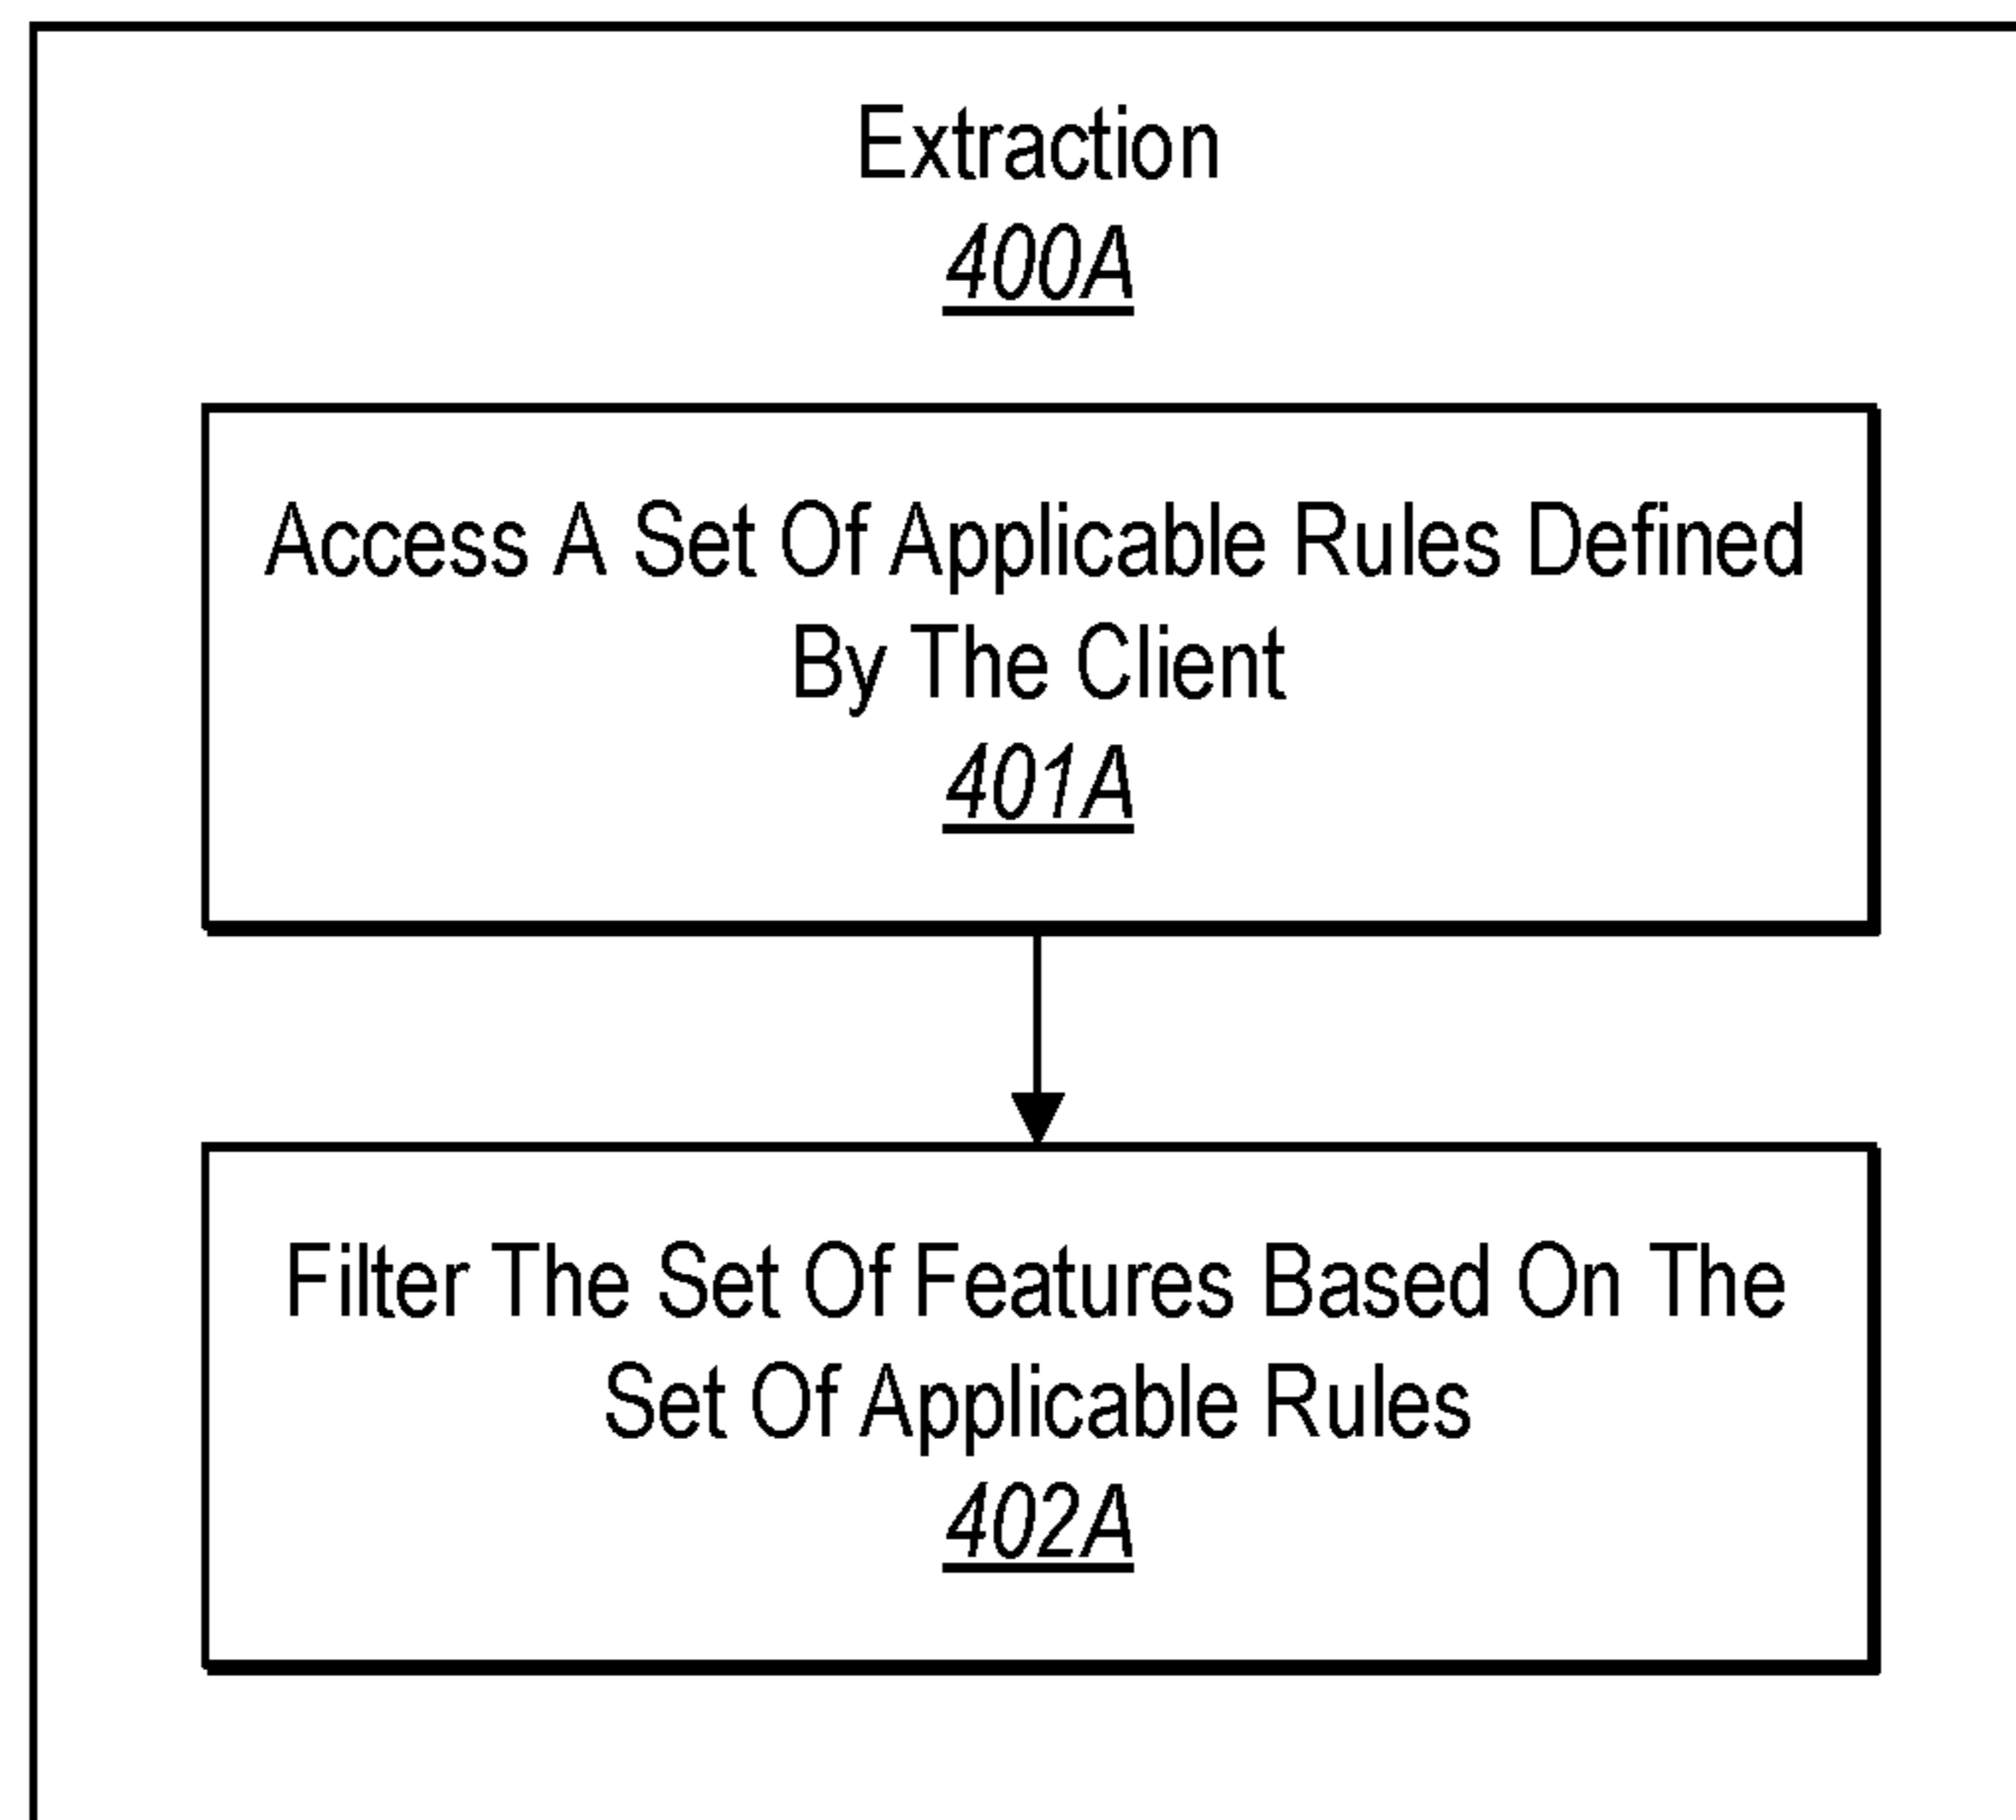 Extraction
400A
Access A Set Of Applicable Rules Defined
By The Client
401A
Filter The Set Of Features Based On The
Set Of Applicable Rules
402A